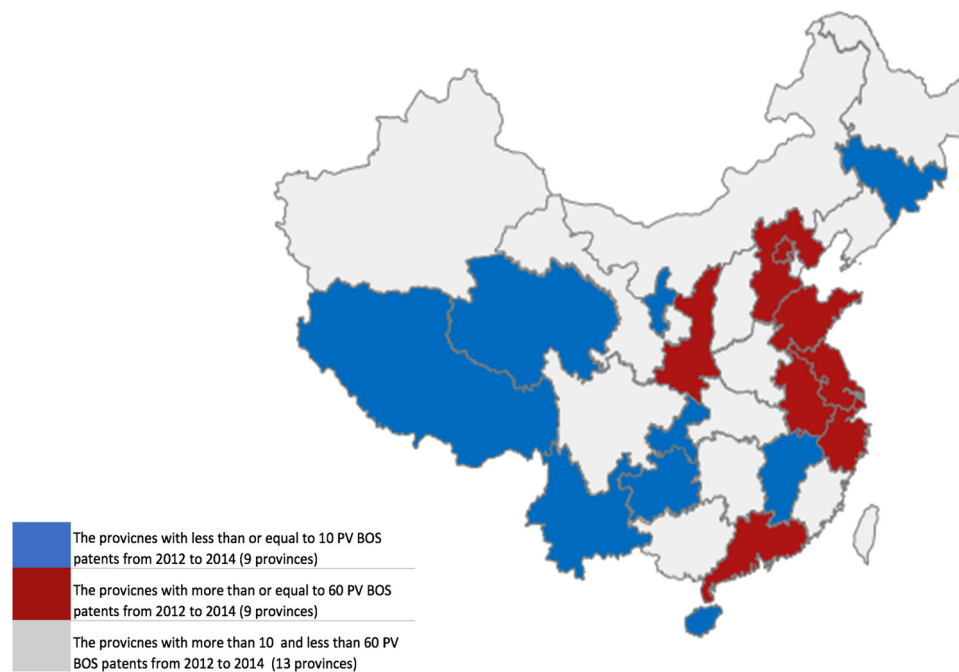 The provicnes with less than or equal to 10 PV BOS
patents from 2012 to 2014 (9 provinces)
The provicnes with more than or equal to 60 PV BOS
patents from 2012 to 2014 (9 provinces)
The provicnes with more than 10 and less than 60 PV
BOS patents from 2012 to 2014 (13 provinces)